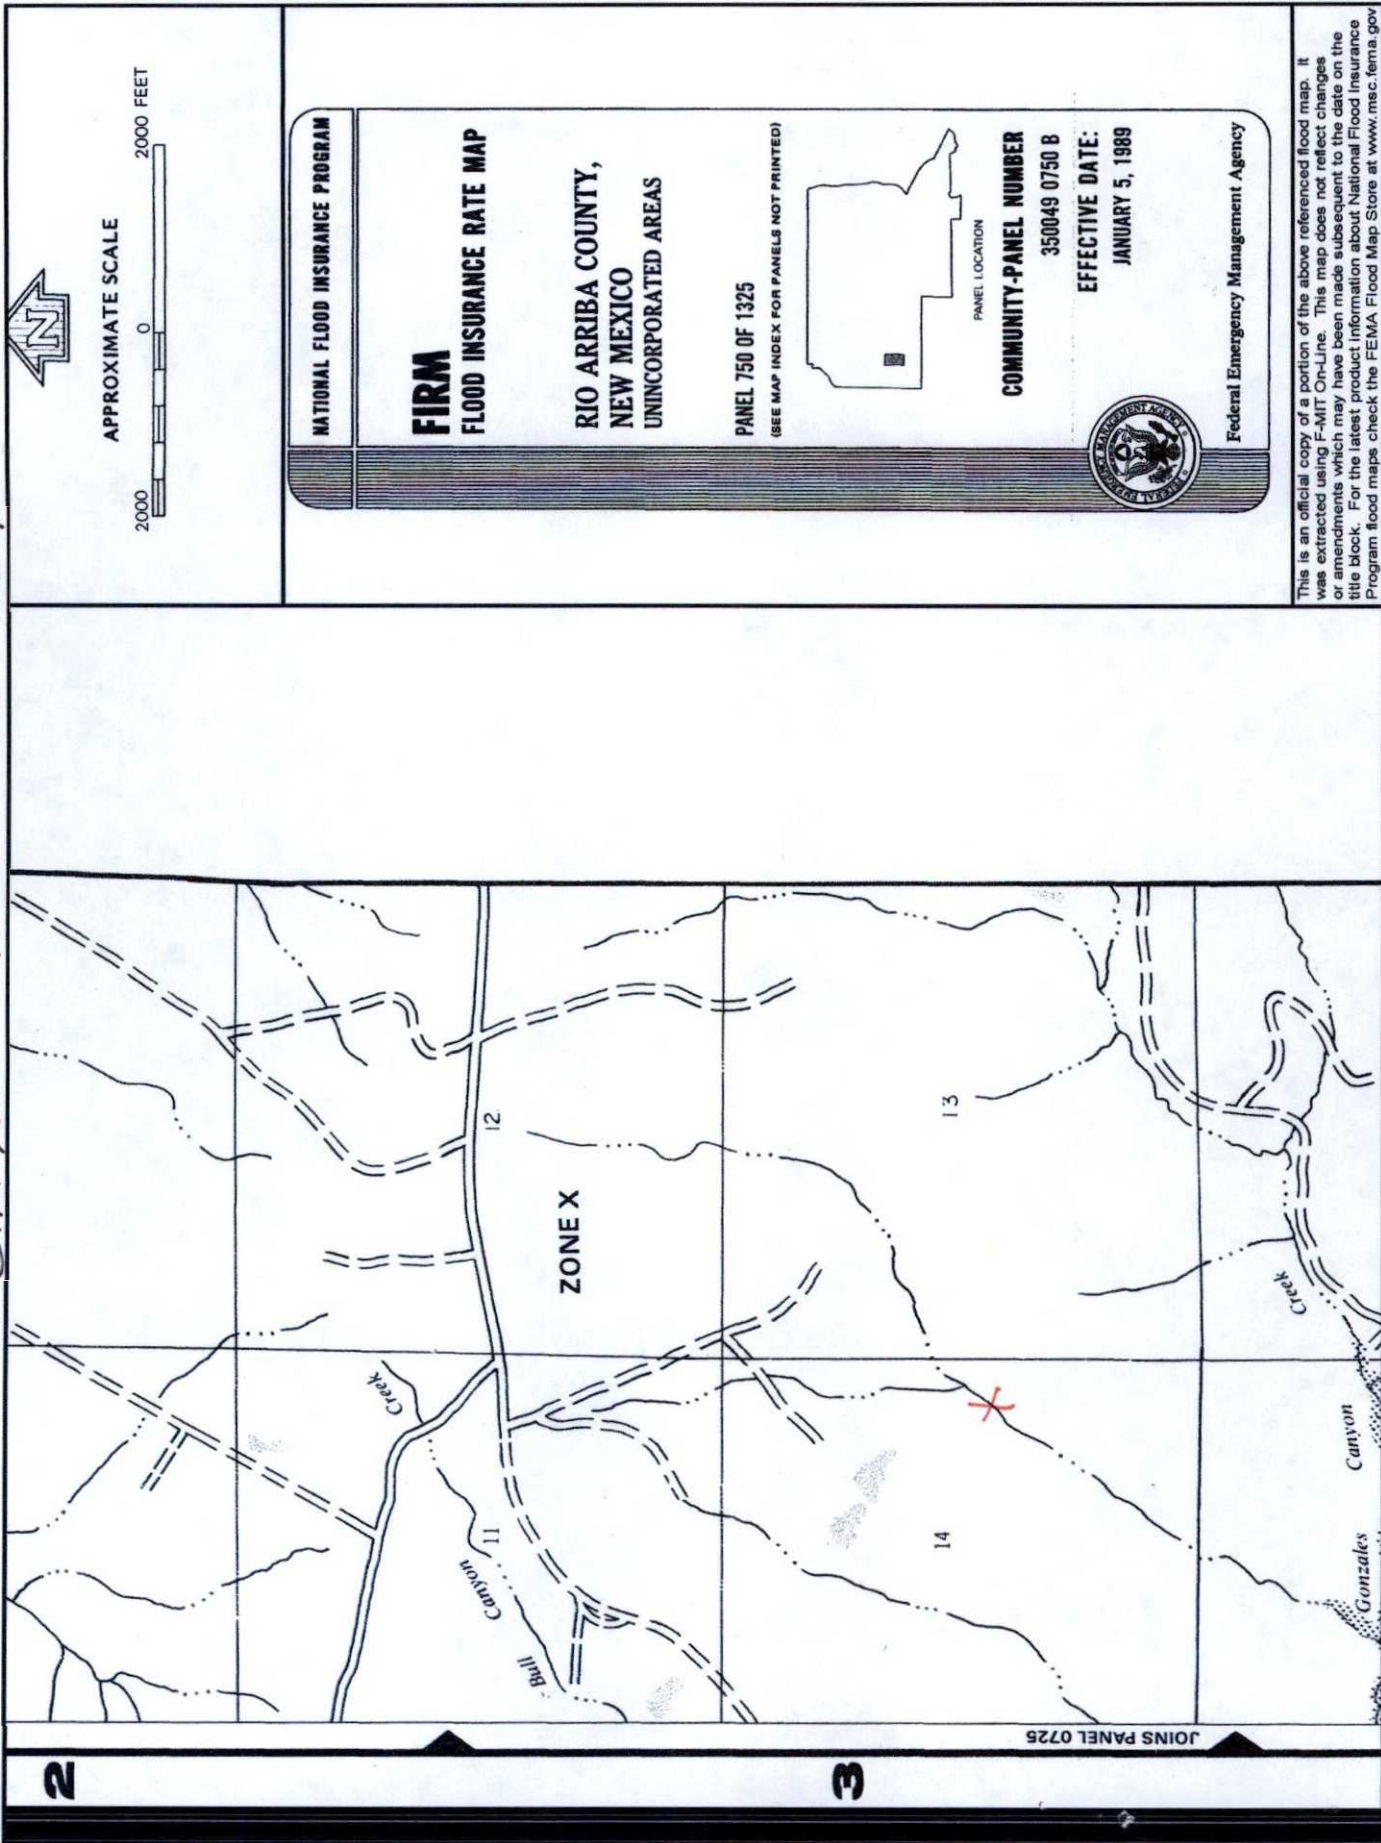 APPROXIMATE SCALE
2000 0 2000 FEET
N
NATIONAL FLOOD INSURANCE PROGRAM
FIRM
FLOOD INSURANCE RATE MAP
RIO ARRIBA COUNTY,
NEW MEXICO
UNINCORPORATED AREAS
PANEL 750 OF 1325
(SEE MAP INDEX FOR PANELS NOT PRINTED)
PANEL LOCATION
COMMUNITY-PANEL NUMBER
350049 0750 B
EFFECTIVE DATE:
JANUARY 5, 1989
FEDERAL EMERGENCY MANAGEMENT AGENCY
Federal Emergency Management Agency
This is an official copy of a portion of the above referenced flood map. It
was extracted using F-MIT On-Line. This map does not reflect changes
or amendments which may have been made subsequent to the date on the
title block. For the latest product information about National Flood Insurance
Program flood maps check the FEMA Flood Map Store at www.msc.fema.gov
2
3
JOINS PANEL 0725
Bull
Canyon
Creek
11
12
ZONE X
13
14
Creek
Canyon
Gonzales